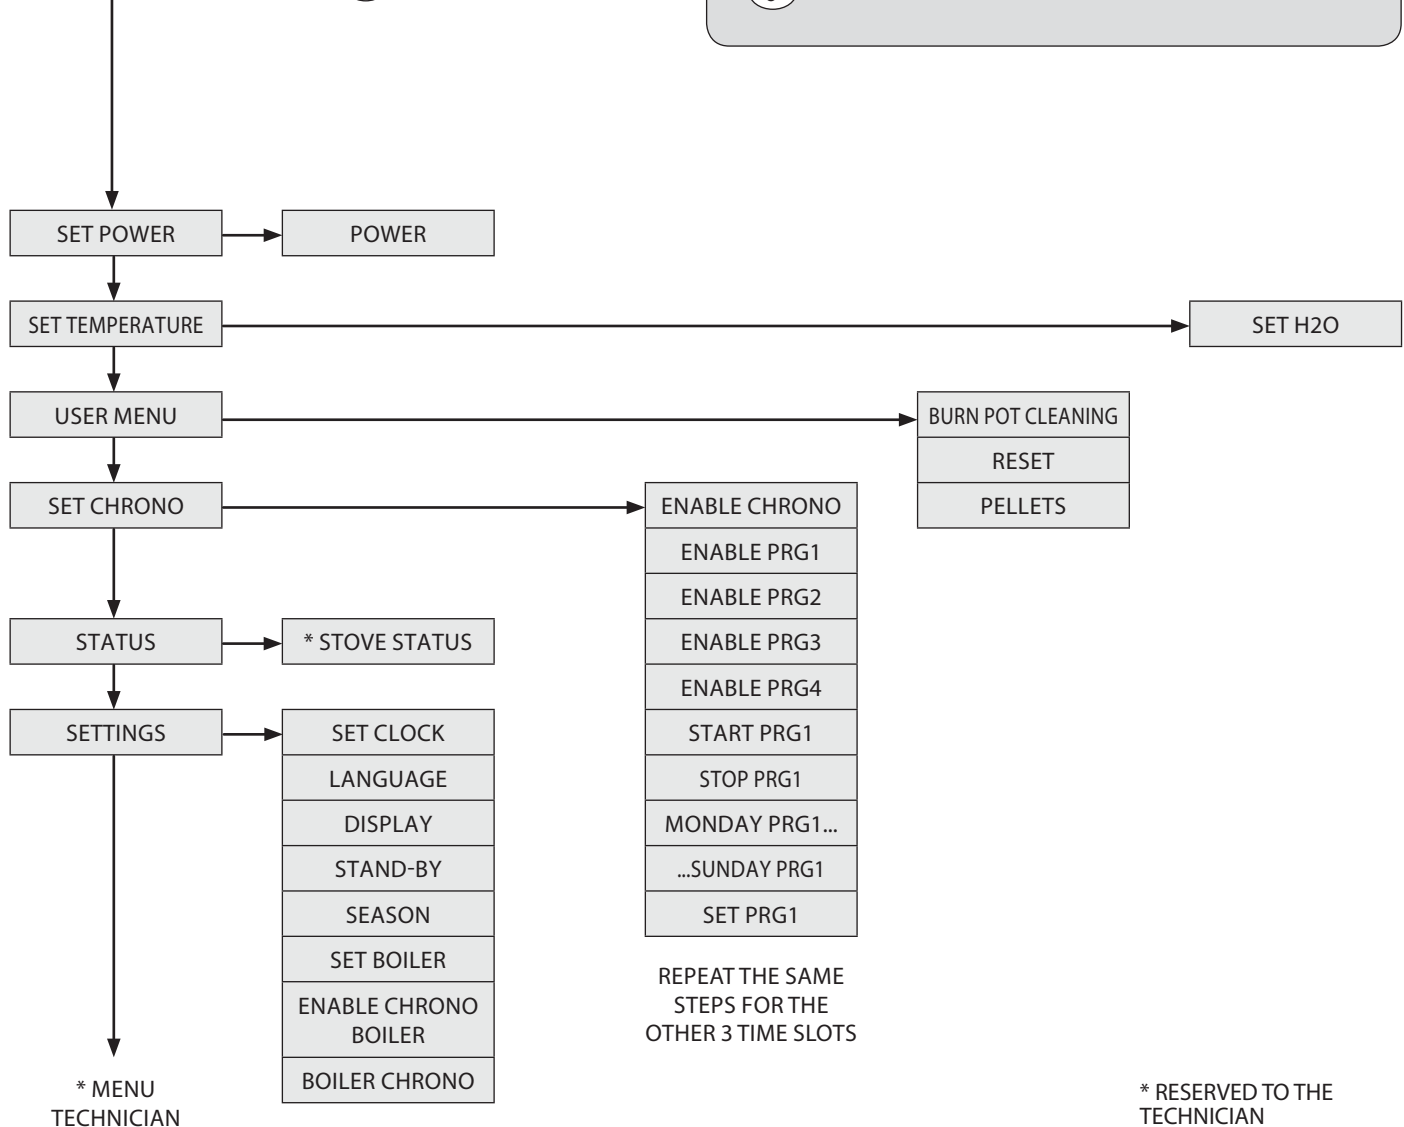 SET POWER
POWER
SET TEMPERATURE
SET H2O
USER MENU
BURN POT CLEANING
RESET
PELLETS
SET CHRONO
ENABLE CHRONO
ENABLE PRG1
ENABLE PRG2
ENABLE PRG3
ENABLE PRG4
START PRG1
STOP PRG1
MONDAY PRG1...
...SUNDAY PRG1
SET PRG1
REPEAT THE SAME
STEPS FOR THE
OTHER 3 TIME SLOTS
STATUS
* STOVE STATUS
SETTINGS
SET CLOCK
LANGUAGE
DISPLAY
STAND-BY
SEASON
SET BOILER
ENABLE CHRONO
BOILER
BOILER CHRONO
* MENU
TECHNICIAN
* RESERVED TO THE
TECHNICIAN